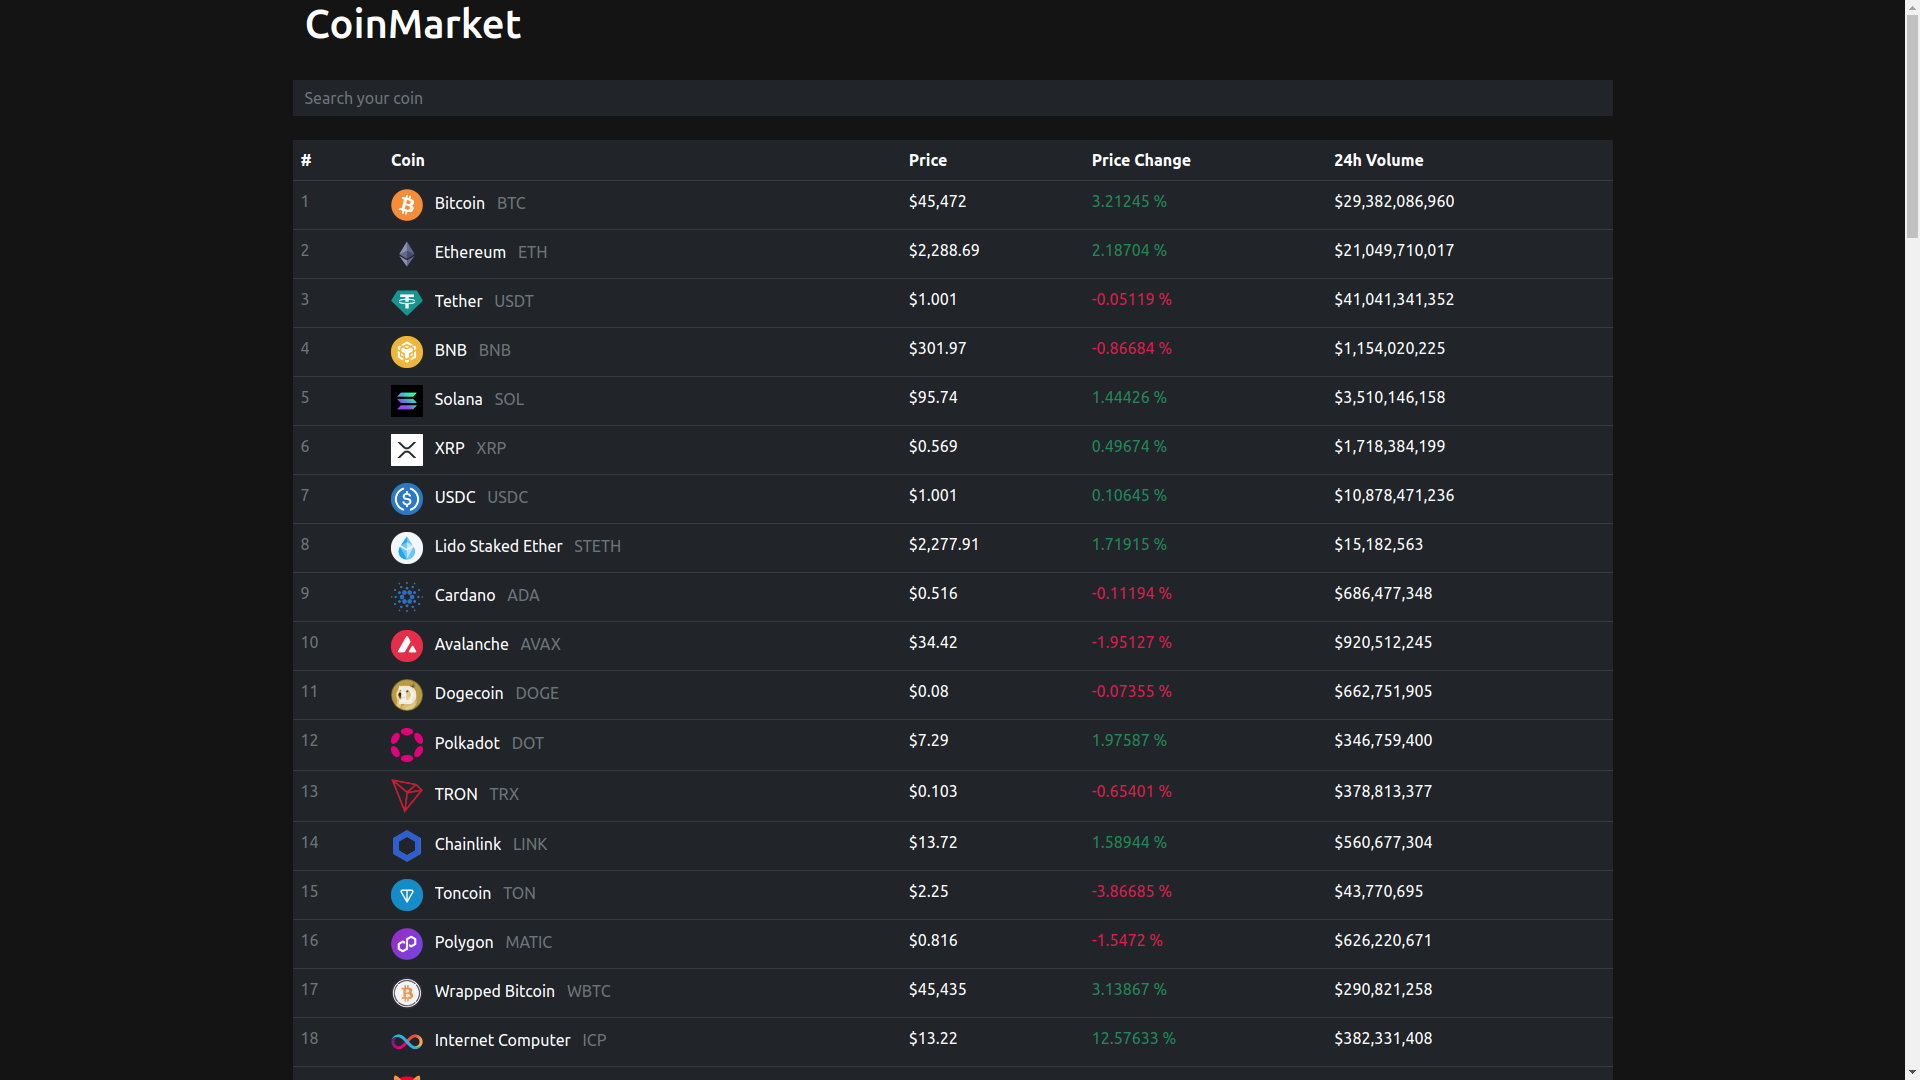 CoinMarket
Search your coin
# Coin Price Price Change 24h Volume
1 Bitcoin BTC $45,472 3.21245 % $29,382,086,960
2 Ethereum ETH $2,288.69 2.18704 % $21,049,710,017
3 Tether USDT $1.001 -0.05119 % $41,041,341,352
4 BNB BNB $301.97 -0.86684 % $1,154,020,225
5 Solana SOL $95.74 1.44426 % $3,510,146,158
6 XRP XRP $0.569 0.49674 % $1,718,384,199
7 USDC USDC $1.001 0.10645 % $10,878,471,236
8 Lido Staked Ether STETH $2,277.91 1.71915 % $15,182,563
9 Cardano ADA $0.516 -0.11194 % $686,477,348
10 Avalanche AVAX $34.42 -1.95127 % $920,512,245
11 Dogecoin DOGE $0.08 -0.07355 % $662,751,905
12 Polkadot DOT $7.29 1.97587 % $346,759,400
13 TRON TRX $0.103 -0.65401 % $378,813,377
14 Chainlink LINK $13.72 1.58944 % $560,677,304
15 Toncoin TON $2.25 -3.86685 % $43,770,695
16 Polygon MATIC $0.816 -1.5472 % $626,220,671
17 Wrapped Bitcoin WBTC $45,435 3.13867 % $290,821,258
18 Internet Computer ICP $13.22 12.57633 % $382,331,408